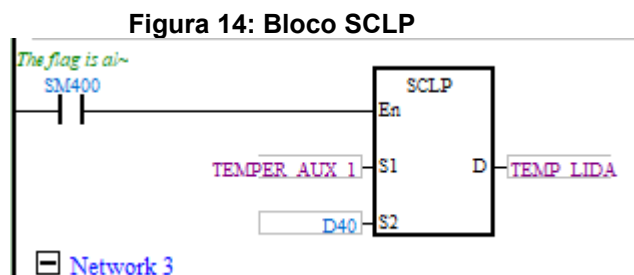 Figura 14: Bloco SCLP
The flag is al~
SM400
SCLP
En
TEMPER_AUX_1 S1 D TEMP_LIDA
D40 S2
Network 3